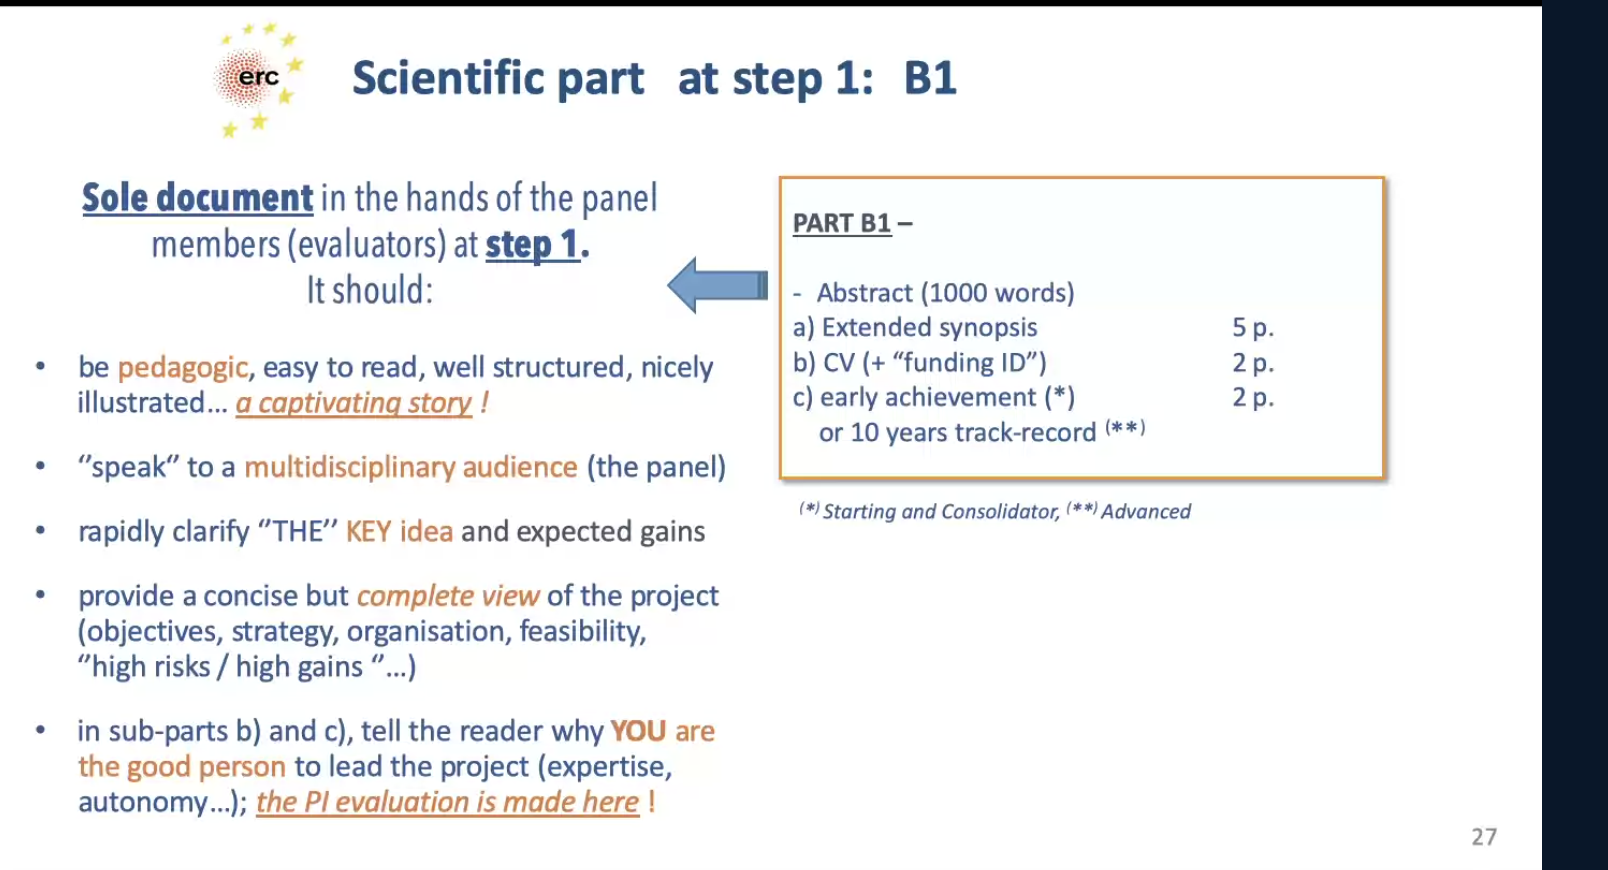 erc
Scientific part at step 1: B1
Sole document in the hands of the panel
members (evaluators) at step 1.
It should:
• be pedagogic, easy to read, well structured, nicely
illustrated... a captivating story !
• ‘’speak’’ to a multidisciplinary audience (the panel)
• rapidly clarify ‘’THE’’ KEY idea and expected gains
• provide a concise but complete view of the project
(objectives, strategy, organisation, feasibility,
‘’high risks / high gains ‘’...)
• in sub-parts b) and c), tell the reader why YOU are
the good person to lead the project (expertise,
autonomy...); the PI evaluation is made here !
PART B1 –
- Abstract (1000 words)
a) Extended synopsis 5 p.
b) CV (+ “funding ID”) 2 p.
c) early achievement (*) 2 p.
or 10 years track-record (**)
(*) Starting and Consolidator, (**) Advanced
27